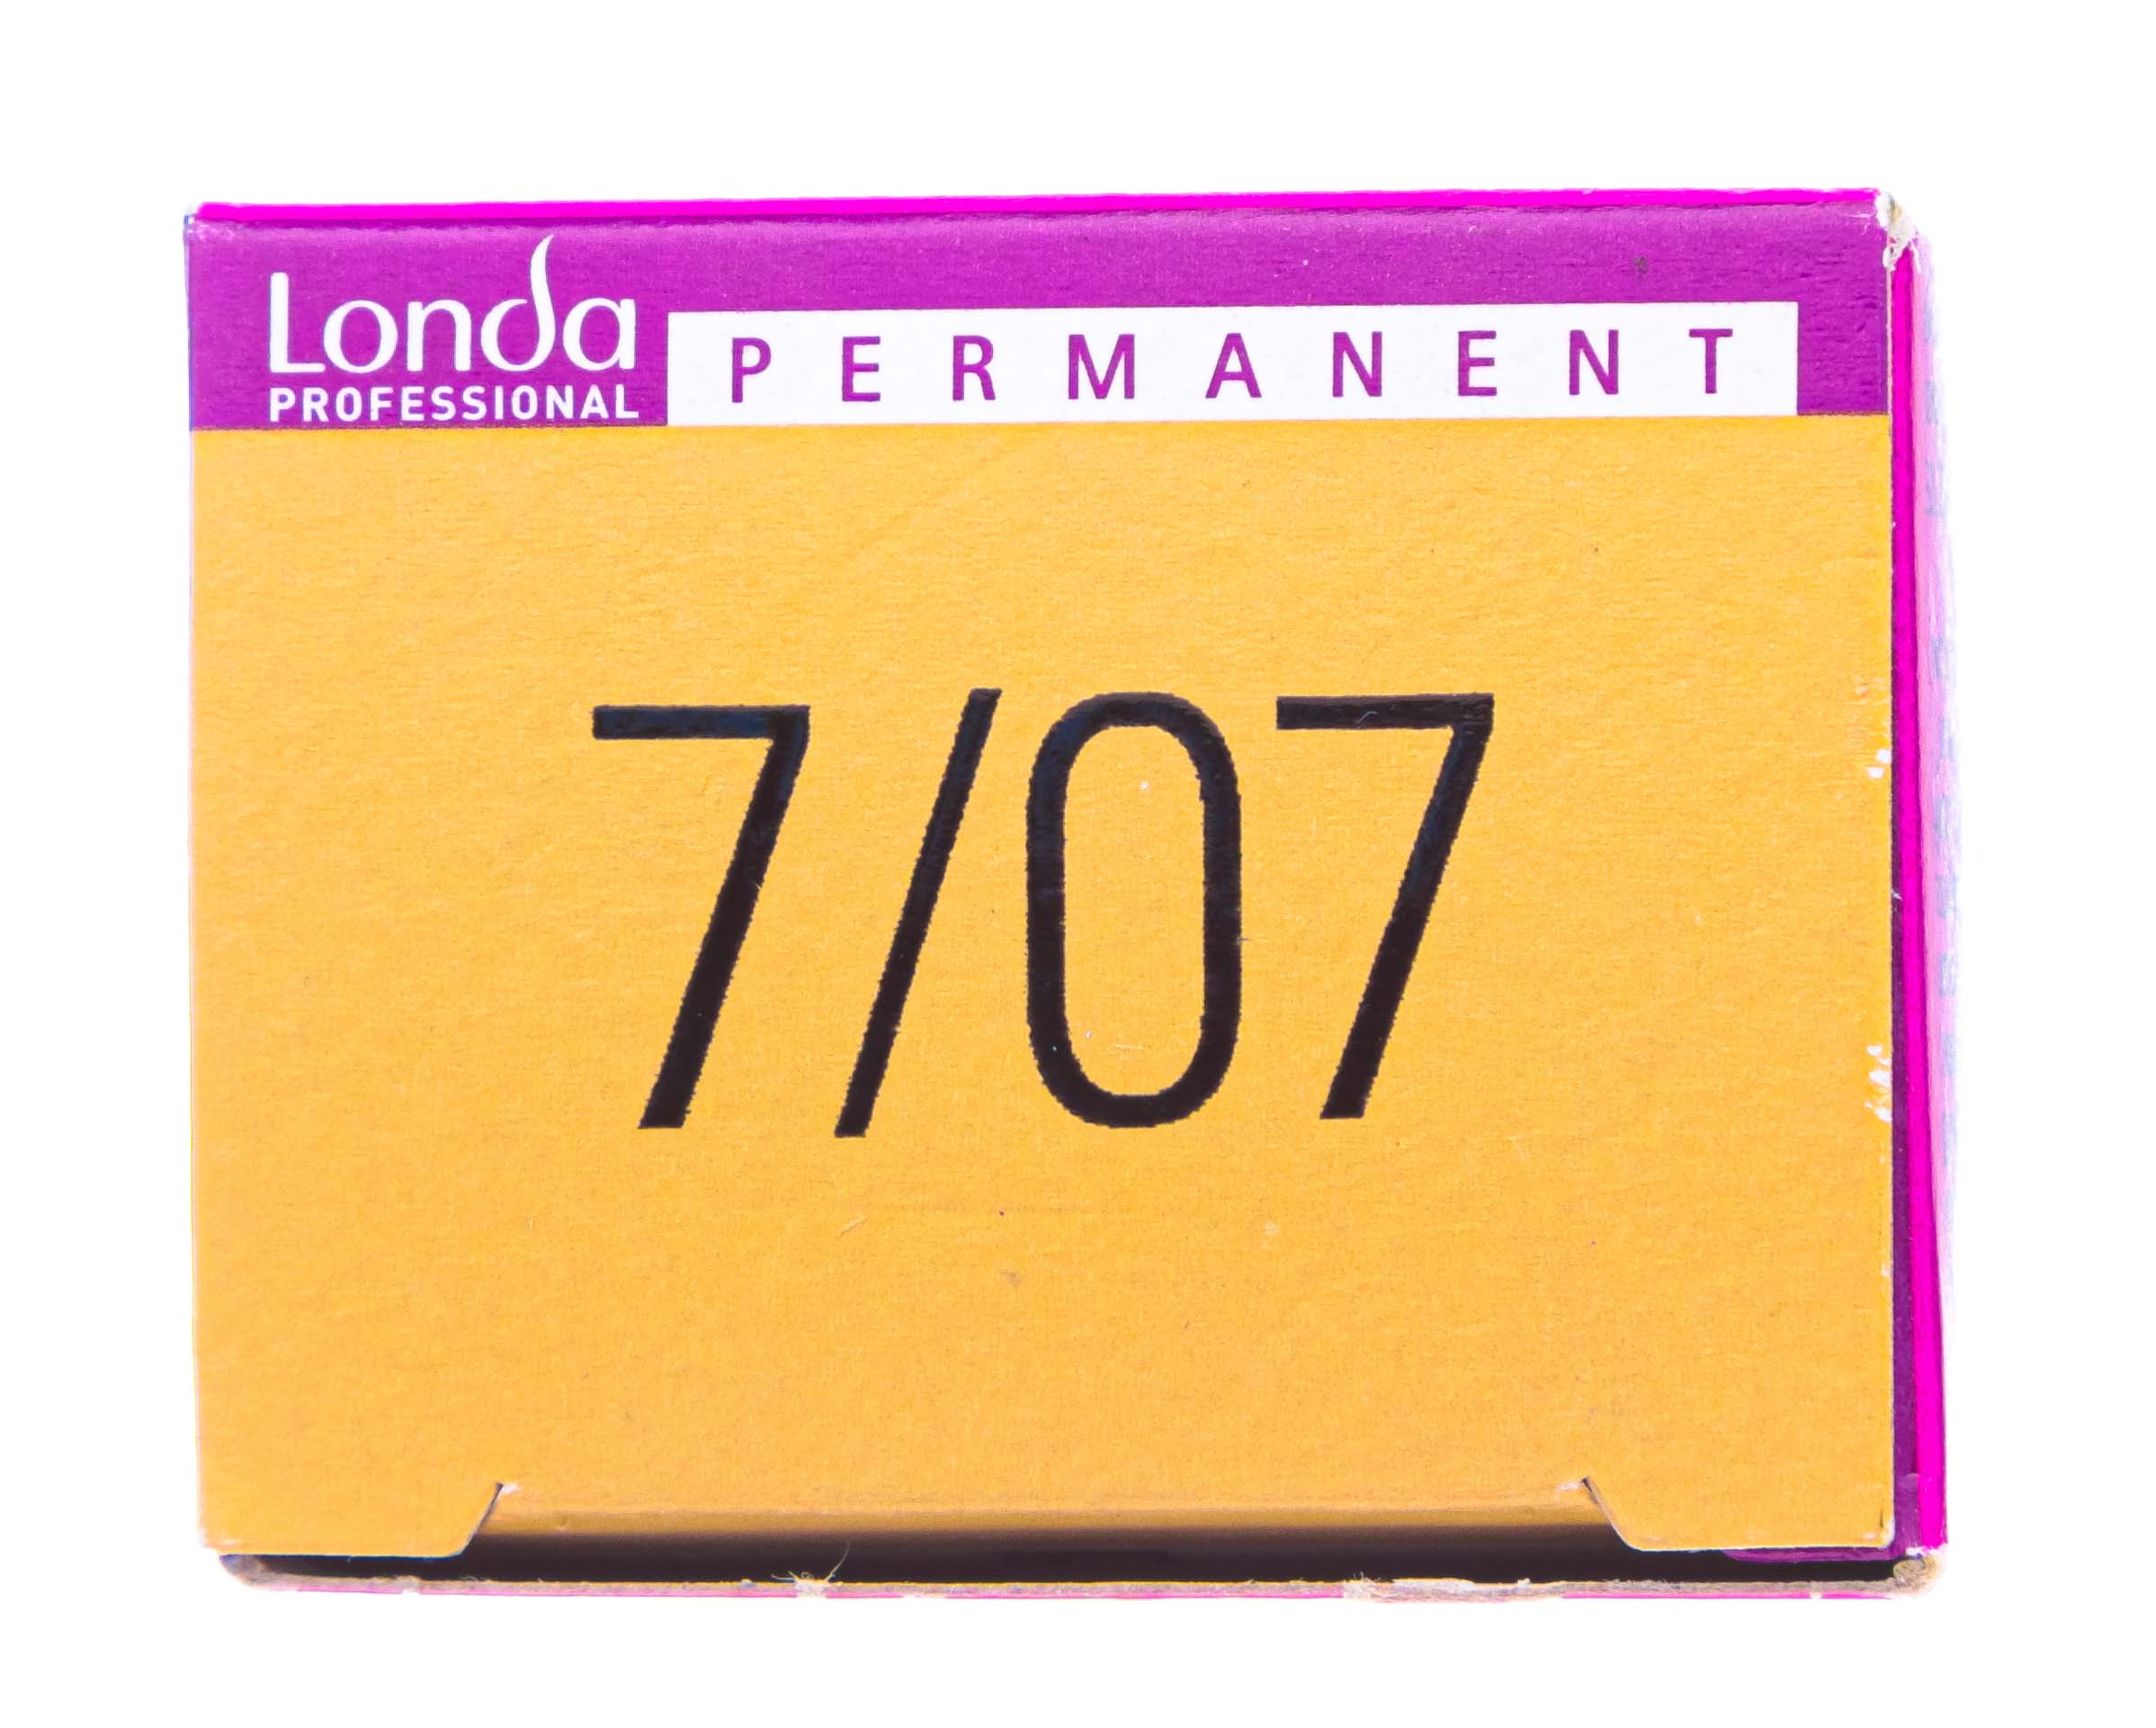 Londa
PROFESSIONAL
PERMANENT
7/07